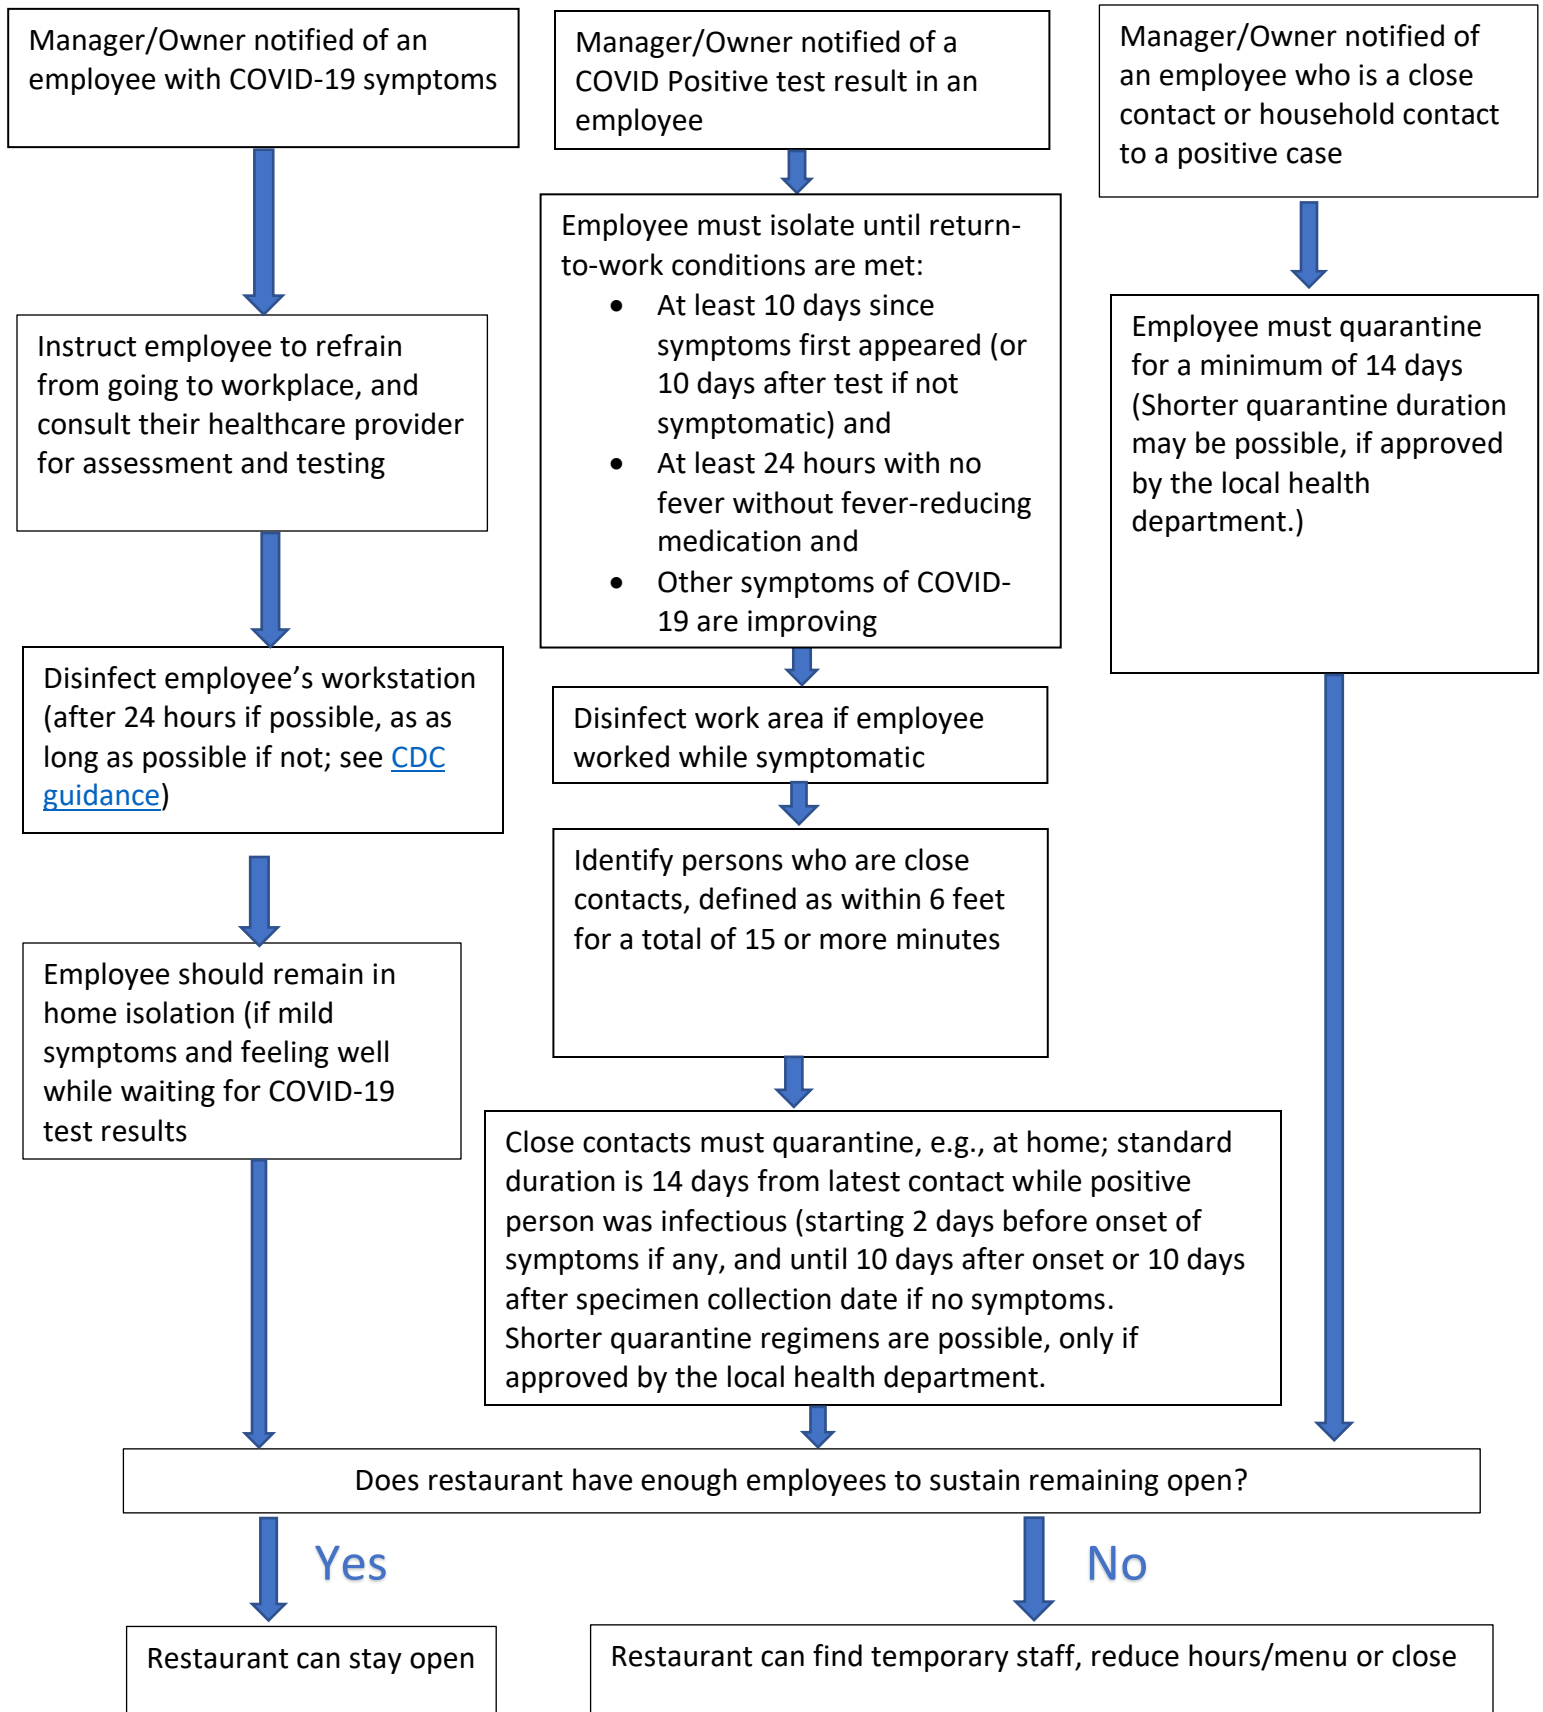 Manager/Owner notified of an
employee with COVID-19 symptoms
Instruct employee to refrain
from going to workplace, and
consult their healthcare provider
for assessment and testing
Disinfect employee’s workstation
(after 24 hours if possible, as as
long as possible if not; see CDC
guidance)
Employee should remain in
home isolation (if mild
symptoms and feeling well
while waiting for COVID-19
test results
Manager/Owner notified of a
COVID Positive test result in an
employee
Employee must isolate until return-
to-work conditions are met:
• At least 10 days since
symptoms first appeared (or
10 days after test if not
symptomatic) and
• At least 24 hours with no
fever without fever-reducing
medication and
• Other symptoms of COVID-
19 are improving
Disinfect work area if employee
worked while symptomatic
Identify persons who are close
contacts, defined as within 6 feet
for a total of 15 or more minutes
Close contacts must quarantine, e.g., at home; standard
duration is 14 days from latest contact while positive
person was infectious (starting 2 days before onset of
symptoms if any, and until 10 days after onset or 10 days
after specimen collection date if no symptoms.
Shorter quarantine regimens are possible, only if
approved by the local health department.
Manager/Owner notified of
an employee who is a close
contact or household contact
to a positive case
Employee must quarantine
for a minimum of 14 days
(Shorter quarantine duration
may be possible, if approved
by the local health
department.)
Does restaurant have enough employees to sustain remaining open?
Yes
No
Restaurant can stay open
Restaurant can find temporary staff, reduce hours/menu or close